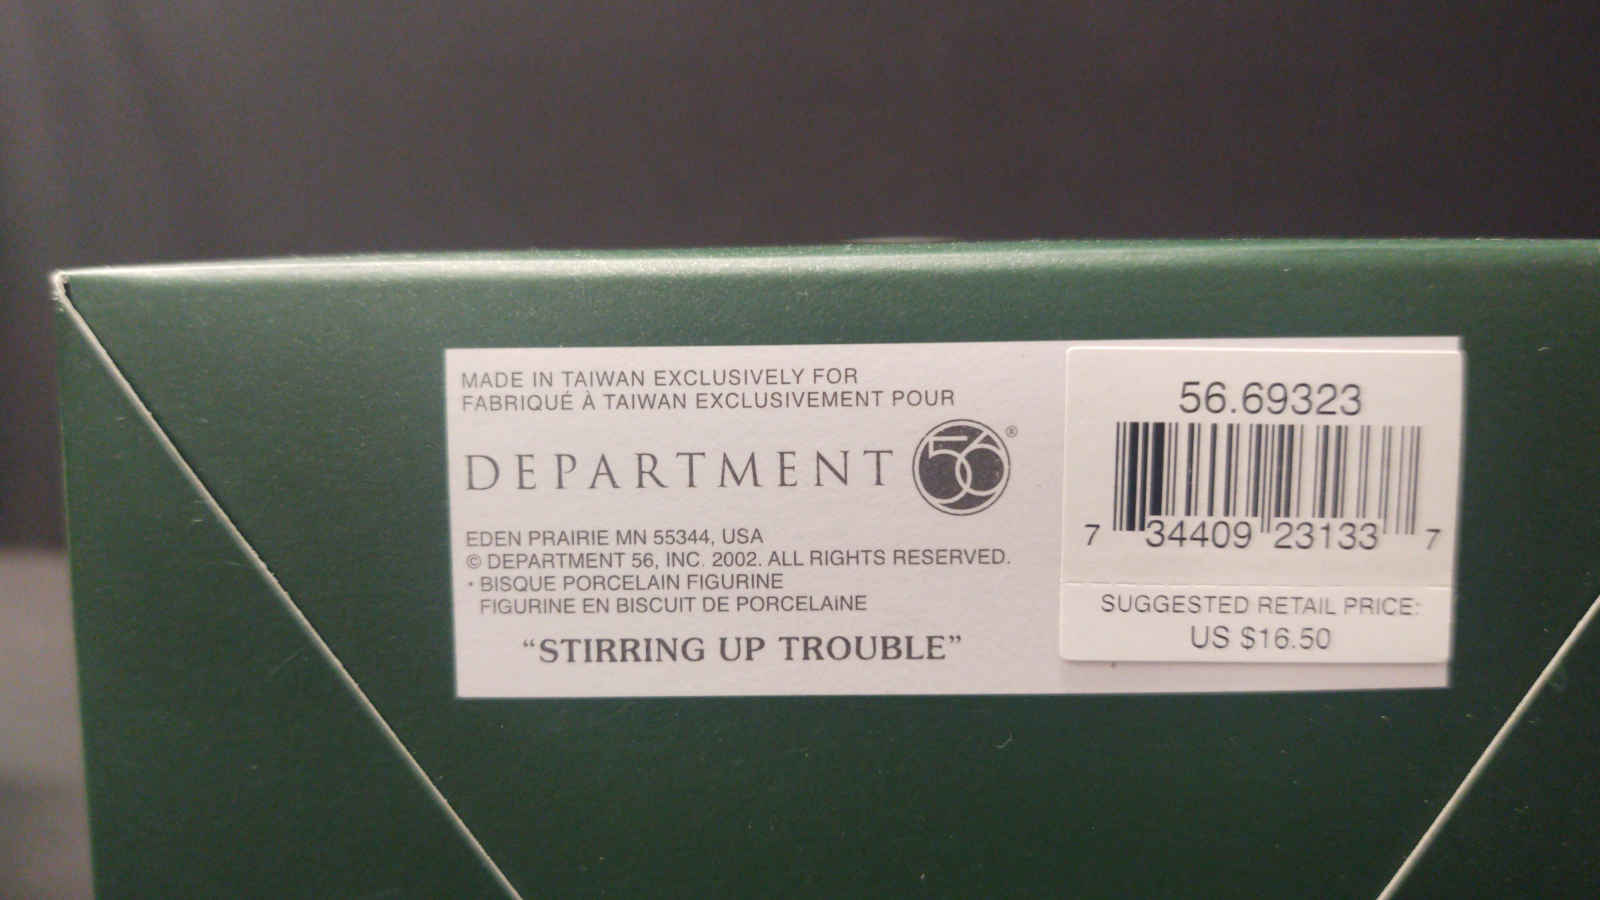 MADE IN TAIWAN EXCLUSIVELY FOR
FABRIQUÉ À TAIWAN EXCLUSIVEMENT POUR
DEPARTMENT 56®
EDEN PRAIRIE MN 55344, USA
© DEPARTMENT 56, INC. 2002. ALL RIGHTS RESERVED.
• BISQUE PORCELAIN FIGURINE
FIGURINE EN BISCUIT DE PORCELAINE
“STIRRING UP TROUBLE”
56.69323
7 34409 23133 7
SUGGESTED RETAIL PRICE:
US $16.50